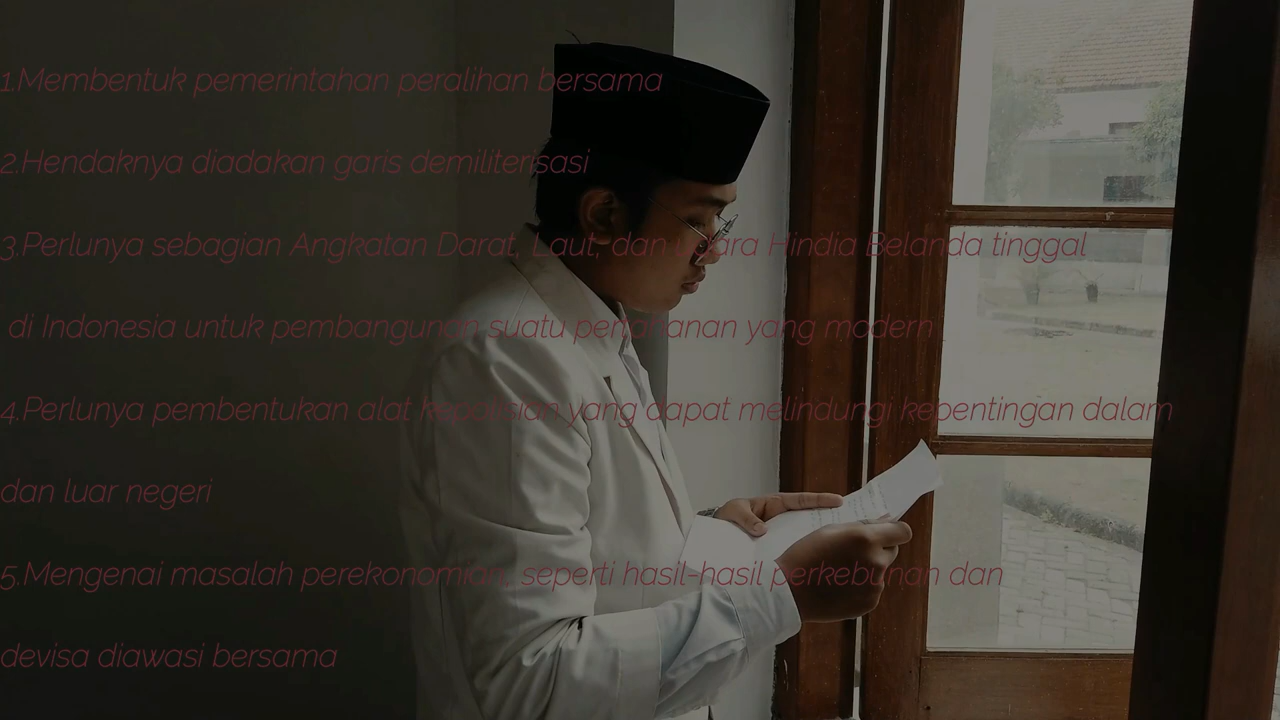 1.Membentuk pemerintahan peralihan bersama
2.Hendaknya diadakan garis demiliterisasi
3.Perlunya sebagian Angkatan Darat, Laut, dan Udara Hindia Belanda tinggal
di Indonesia untuk pembangunan suatu pertahanan yang modern
4.Perlunya pembentukan alat kepolisian yang dapat melindungi kepentingan dalam
dan luar negeri
5.Mengenai masalah perekonomian, seperti hasil-hasil perkebunan dan
devisa diawasi bersama